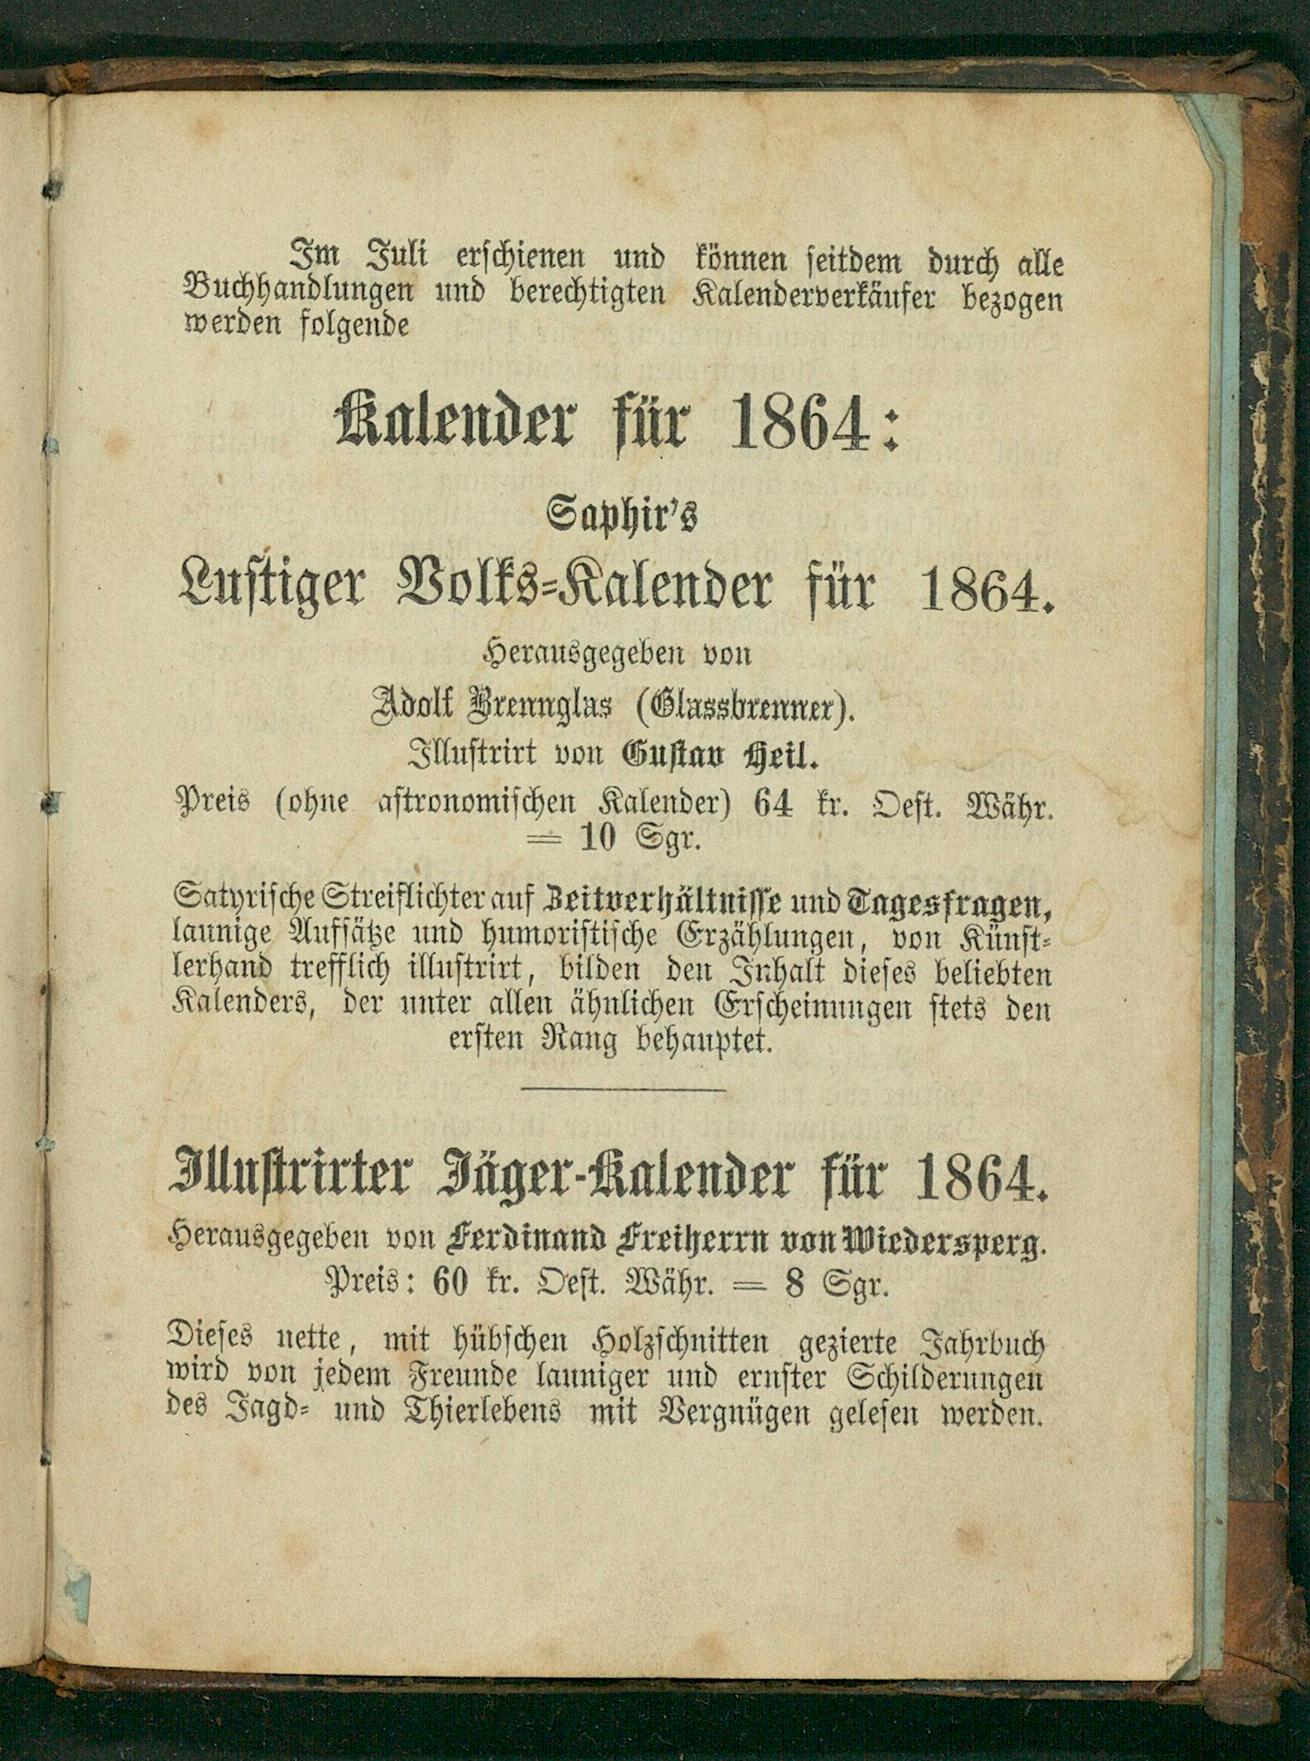 Im Juli erschienen und können seitdem durch alle
Buchhandlungen und berechtigten Kalenderverkäufer bezogen
werden folgende
Kalender für 1864:
Saphir's
Lustiger Volks-Kalender für 1864.
Herausgegeben von
Adolf Brennglas (Glassbrenner).
Illustrirt von Gustav Heil.
Preis (ohne astronomischen Kalender) 64 kr. Oest. Währ.
= 10 Sgr.
Satyrische Streiflichter auf Zeitverhältnisse und Tagesfragen,
launige Aufsätze und humoristische Erzählungen, von Künst-
lerhand trefflich illustrirt, bilden den Inhalt dieses beliebten
Kalenders, der unter allen ähnlichen Erscheinungen stets den
ersten Rang behauptet.
Illustrirter Jäger-Kalender für 1864.
Herausgegeben von Ferdinand Freiherrn von Wiedersperg.
Preis: 60 kr. Oest. Währ. = 8 Sgr.
Dieses nette, mit hübschen Holzschnitten gezierte Jahrbuch
wird von jedem Freunde launiger und ernster Schilderungen
des Jagd- und Thierlebens mit Vergnügen gelesen werden.